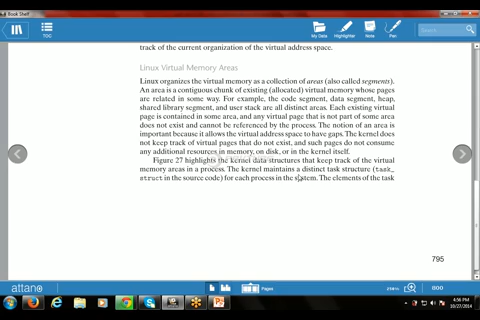 Book Shelf
TOC
My Data
Highlighter
Note
Pen
Search
track of the current organization of the virtual address space.
Linux Virtual Memory Areas
Linux organizes the virtual memory as a collection of areas (also called segments).
An area is a contiguous chunk of existing (allocated) virtual memory whose pages
are related in some way. For example, the code segment, data segment, heap,
shared library segment, and user stack are all distinct areas. Each existing virtual
page is contained in some area, and any virtual page that is not part of some area
does not exist and cannot be referenced by the process. The notion of an area is
important because it allows the virtual address space to have gaps. The kernel does
not keep track of virtual pages that do not exist, and such pages do not consume
any additional resources in memory, on disk, or in the kernel itself.
Figure 27 highlights the kernel data structures that keep track of the virtual
memory areas in a process. The kernel maintains a distinct task structure (task_
struct in the source code) for each process in the system. The elements of the task
795
attano
Pages
ZOOM
800
4:56 PM
10/27/2014